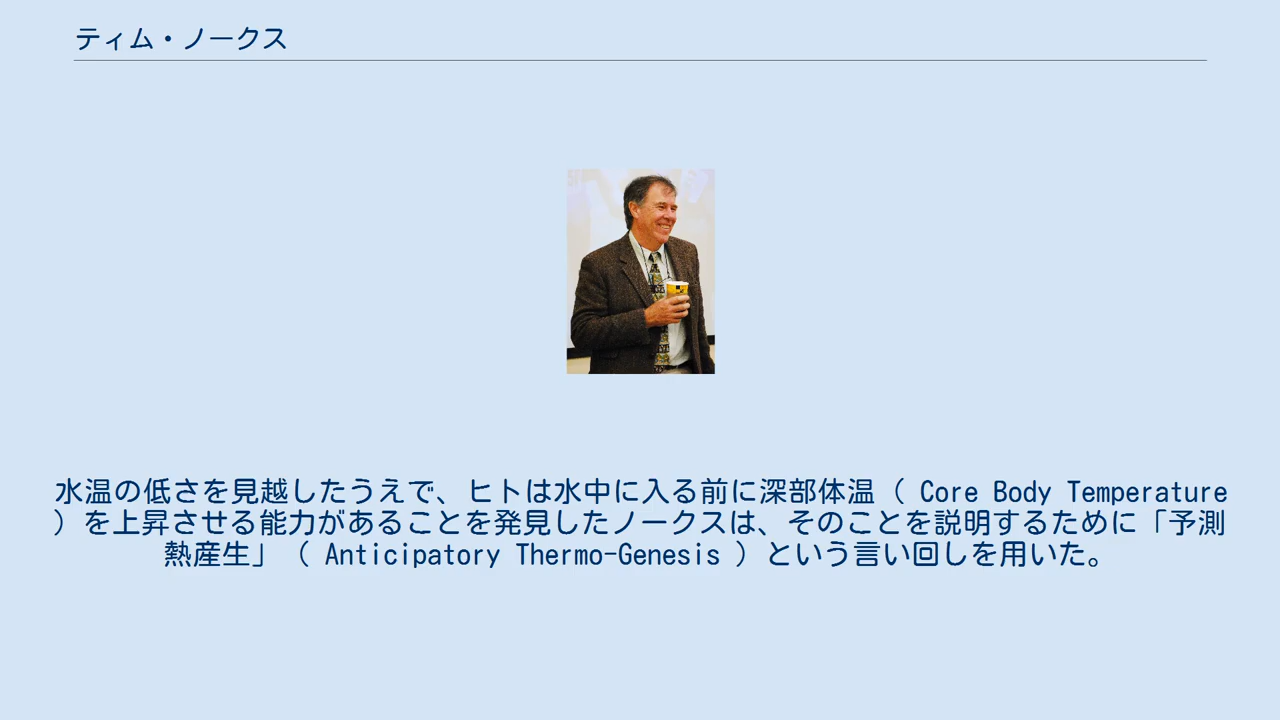 ティム・ノークス
水温の低さを見越したうえで、ヒトは水中に入る前に深部体温（ Core Body Temperature
）を上昇させる能力があることを発見したノークスは、そのことを説明するために「予測
熱産生」（ Anticipatory Thermo-Genesis ）という言い回しを用いた。